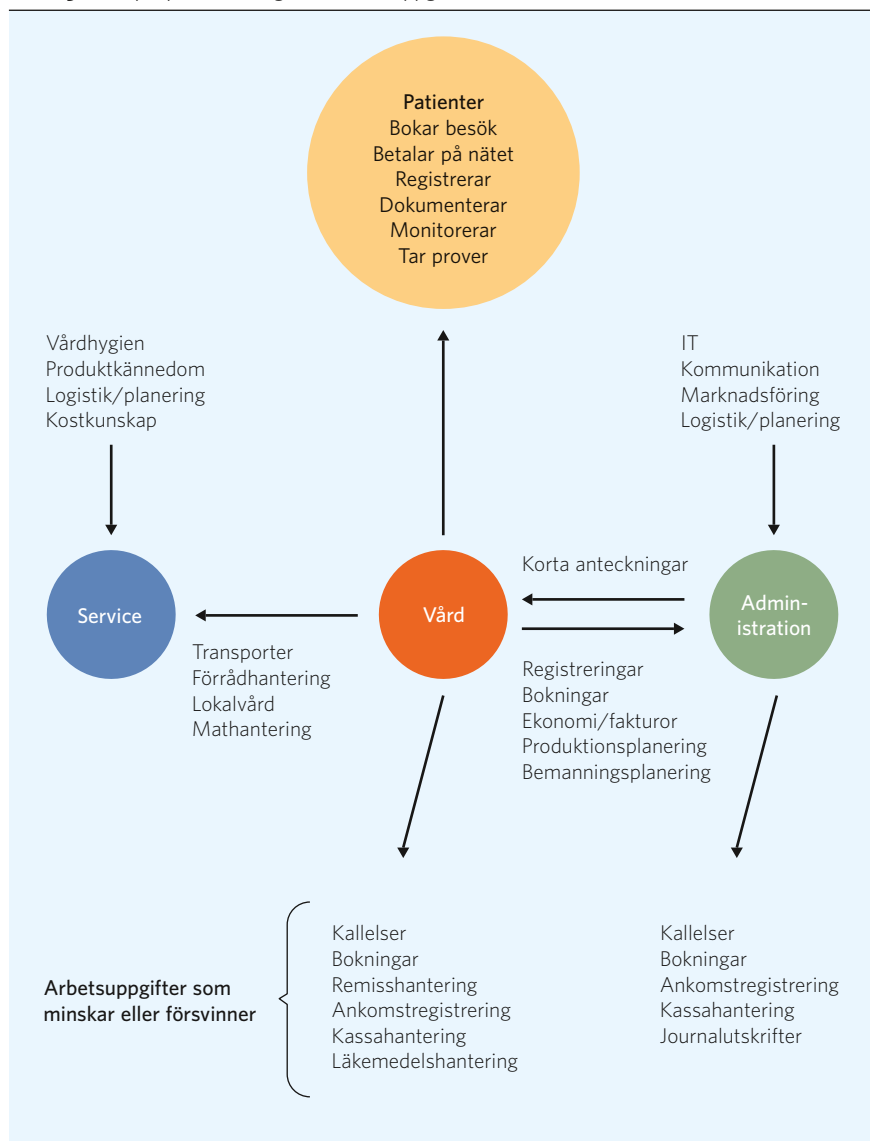 Patienter
Bokar besök
Betalar på nätet
Registrerar
Dokumenterar
Monitorerar
Tar prover
Vårdhygien
Produktkännedom
Logistik/planering
Kostkunskap
IT
Kommunikation
Marknadsföring
Logistik/planering
Service
Vård
Admin-
istration
Korta anteckningar
Transporter
Förrådhantering
Lokalvård
Mathantering
Registreringar
Bokningar
Ekonomi/fakturor
Produktionsplanering
Bemanningsplanering
Arbetsuppgifter som
minskar eller försvinner
Kallelser
Bokningar
Remisshantering
Ankomstregistrering
Kassahantering
Läkemedelshantering
Kallelser
Bokningar
Ankomstregistrering
Kassahantering
Journalutskrifter